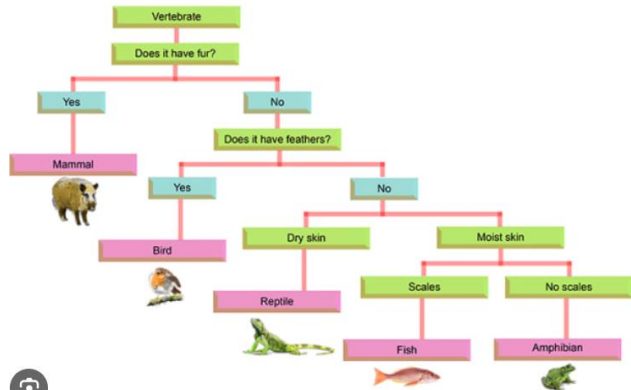 Vertebrate
Does it have fur?
Yes
No
Does it have feathers?
Mammal
Yes
No
Dry skin
Moist skin
Bird
Scales
No scales
Reptile
Fish
Amphibian